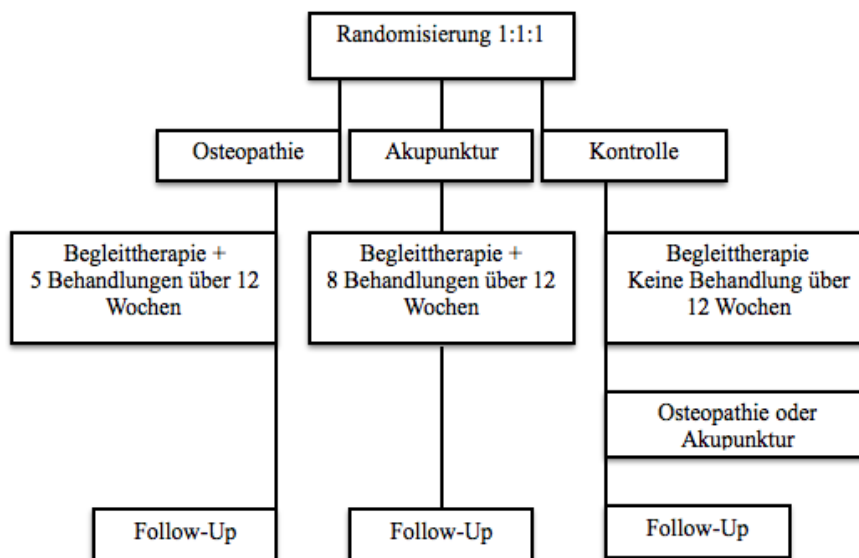 Randomisierung 1:1:1
Osteopathie
Akupunktur
Kontrolle
Begleittherapie +
5 Behandlungen über 12
Wochen
Begleittherapie +
8 Behandlungen über 12
Wochen
Begleittherapie
Keine Behandlung über
12 Wochen
Osteopathie oder
Akupunktur
Follow-Up
Follow-Up
Follow-Up